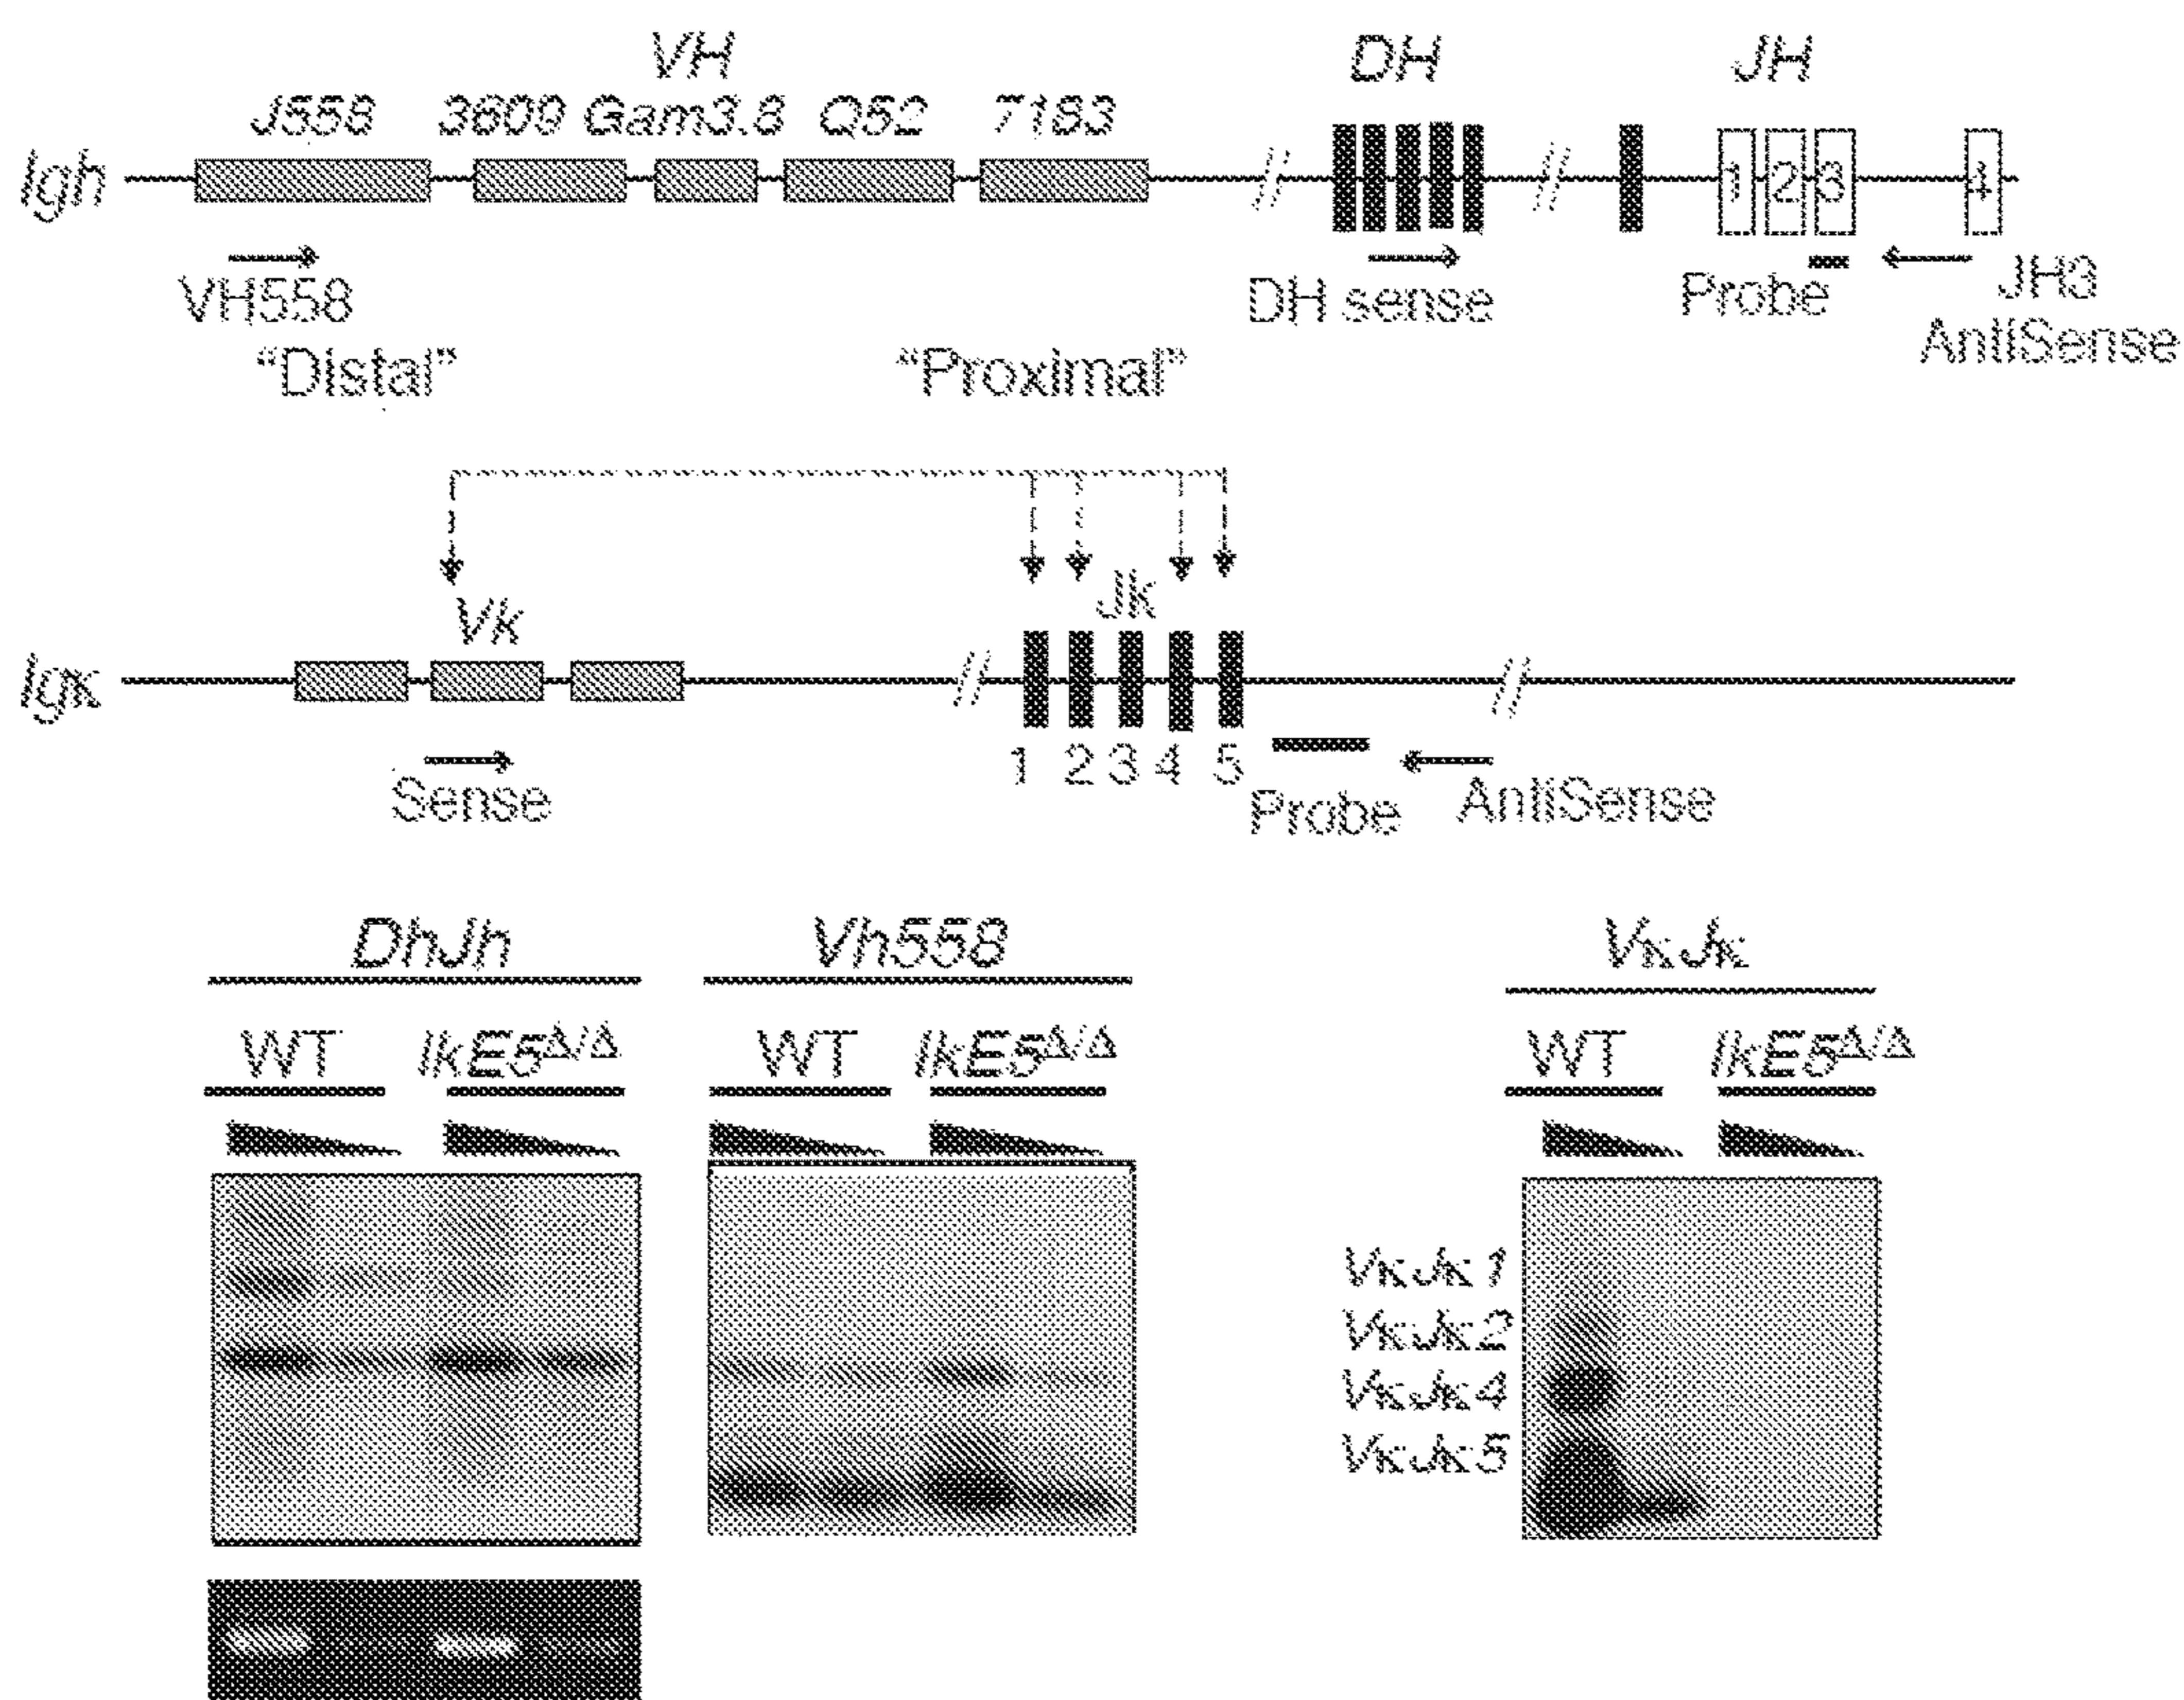 VH DH JH
J558 3609 Gam3.8 Q52 7183
Igh 1 2 3 4
VH558 DH sense Probe JH3
AntiSense
“Distal” “Proximal”
Vk Jk
Igκ
1 2 3 4 5
Sense Probe AntiSense
DhJh Vh558 VκJκ
WT IkE5Δ/Δ WT IkE5Δ/Δ WT IkE5Δ/Δ
VκJκ1
VκJκ2
VκJκ4
VκJκ5